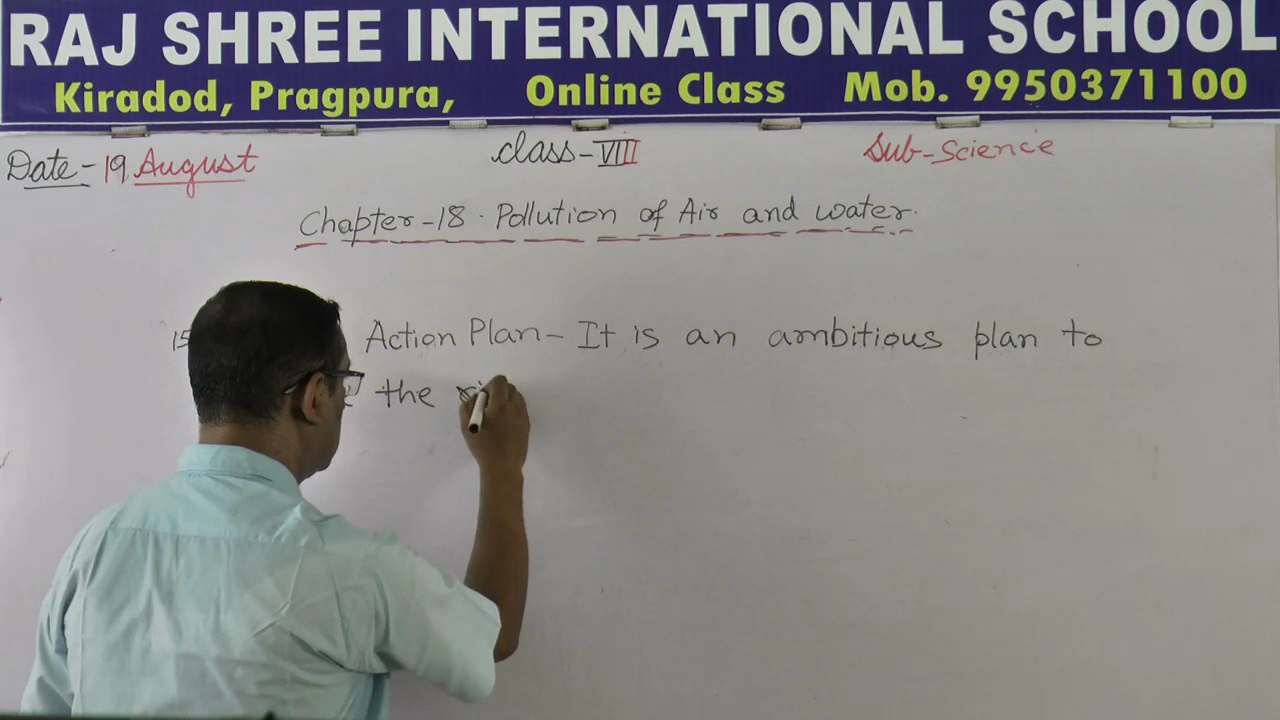 RAJ SHREE INTERNATIONAL SCHOOL
Kiradod, Pragpura, Online Class Mob. 9950371100
Date - 19 August Class - VIII Sub - Science
Chapter - 18 . Pollution of Air and water.
15 Action Plan - It is an ambitious plan to
the